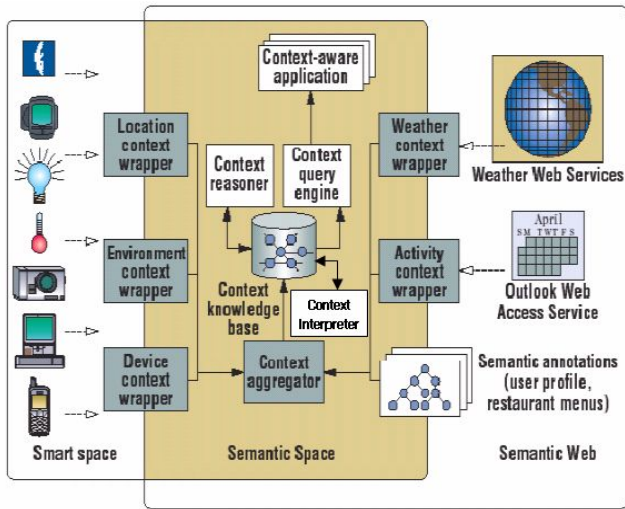 Context-aware
application
Location
context
wrapper
Weather
context
wrapper
Context
reasoner
Context
query
engine
Weather Web Services
April
S M T W T F S
Environment
context
wrapper
Activity
context
wrapper
Context
knowledge
base
Context
Interpreter
Outlook Web
Access Service
Device
context
wrapper
Context
aggregator
Semantic annotations
(user profile,
restaurant menus)
Smart space
Semantic Space
Semantic Web